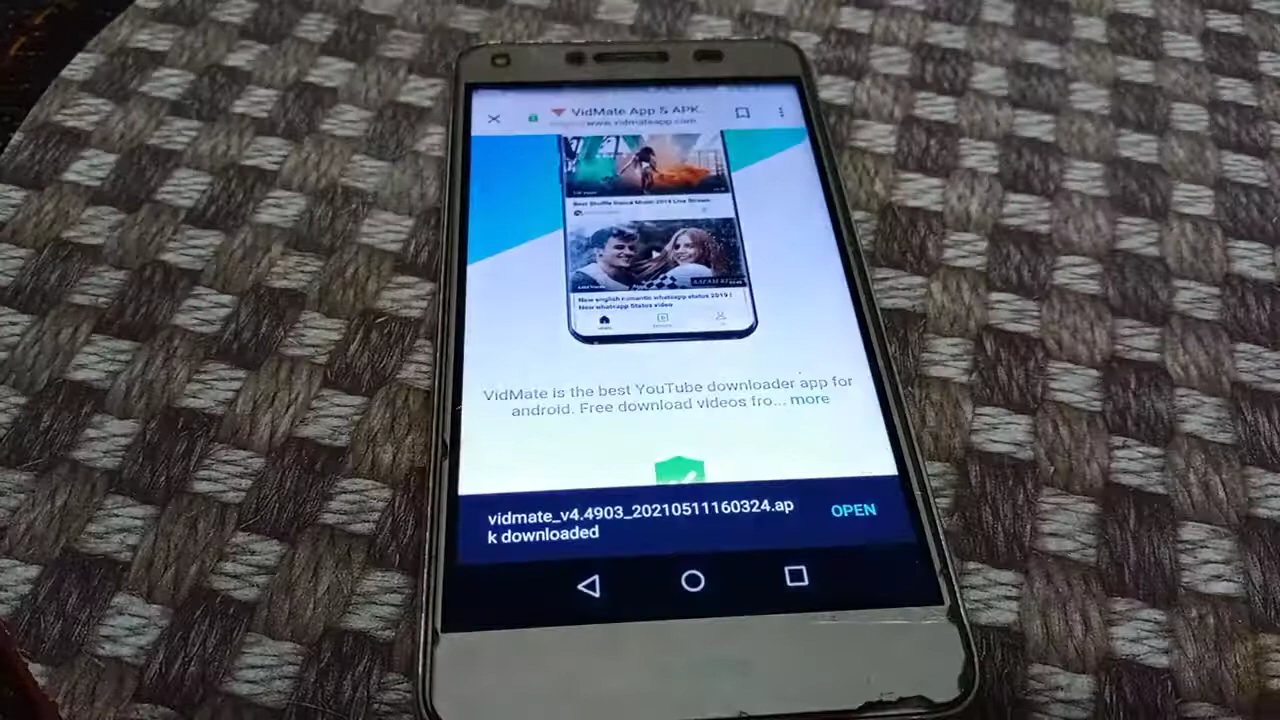 VidMate App & APK
www.vidmateapp.com
Best Shuffle Dance Music 2019 Live Stream
New english romantic whatsapp status 2019 |
New whatsapp Status video
VidMate is the best YouTube downloader app for
android. Free download videos fro... more
vidmate_v4.4903_20210511160324.ap
k downloaded
OPEN